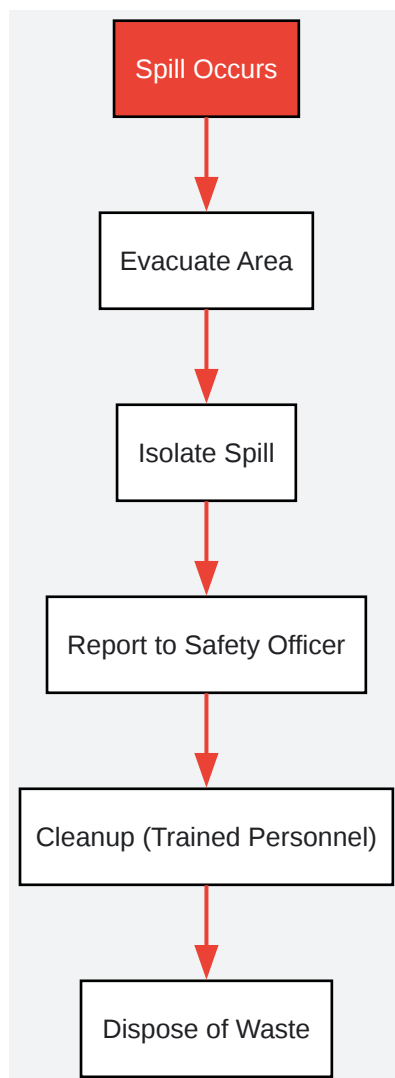 Spill Occurs
Evacuate Area
Isolate Spill
Report to Safety Officer
Cleanup (Trained Personnel)
Dispose of Waste